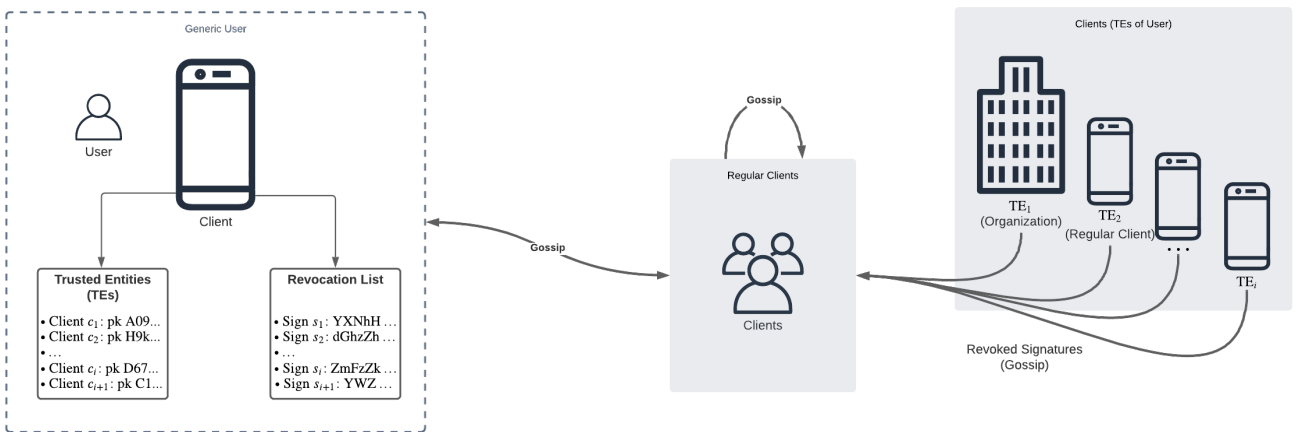 Generic User
User
Client
Trusted Entities
(TEs)
• Client c₁: pk A09...
• Client c₂: pk H9k...
• ...
• Client cᵢ: pk D67...
• Client cᵢ₊₁: pk C1...
Revocation List
• Sign s₁: YXNhH ...
• Sign s₂: dGhzZh ...
• ...
• Sign sᵢ: ZmFzZk ...
• Sign sᵢ₊₁: YWZ ...
Gossip
Gossip
Regular Clients
Clients
Clients (TEs of User)
TE₁
(Organization)
TE₂
(Regular Client)
...
TEᵢ
Revoked Signatures
(Gossip)